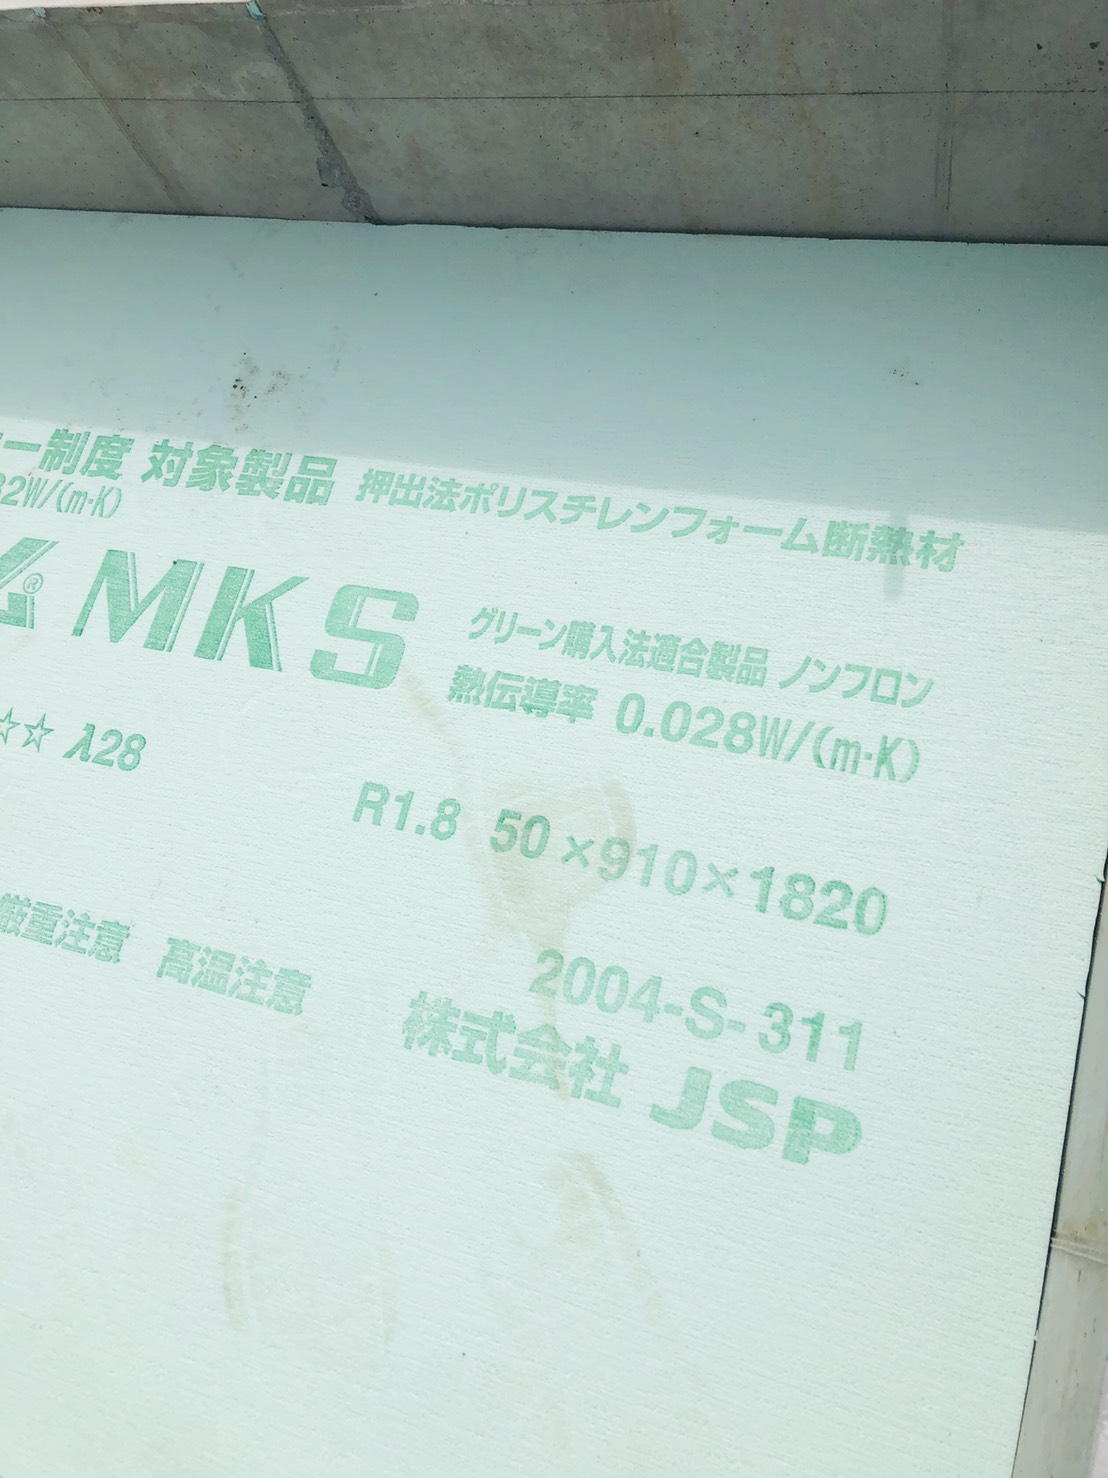 ー制度 対象製品 押出法ポリスチレンフォーム断熱材
32W/(m·K)
® MKS グリーン購入法適合製品 ノンフロン
熱伝導率 0.028W/(m·K)
☆☆ λ28
R1.8 50×910×1820
厳重注意 高温注意
2004-S-311
株式会社 JSP